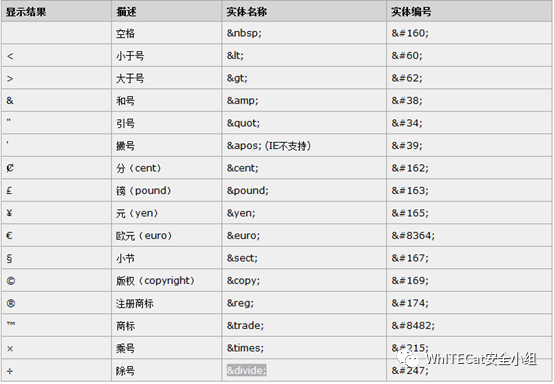 显示结果 描述 实体名称 实体编号
空格 &nbsp; &#160;
< 小于号 &lt; &#60;
> 大于号 &gt; &#62;
& 和号 &amp; &#38;
" 引号 &quot; &#34;
' 撇号 &apos; (IE不支持) &#39;
₡ 分（cent） &cent; &#162;
£ 镑（pound） &pound; &#163;
¥ 元（yen） &yen; &#165;
€ 欧元（euro） &euro; &#8364;
§ 小节 &sect; &#167;
© 版权（copyright） &copy; &#169;
® 注册商标 &reg; &#174;
™ 商标 &trade; &#8482;
× 乘号 &times; &#215;
÷ 除号 &divide; &#247;
WhITECat安全小组